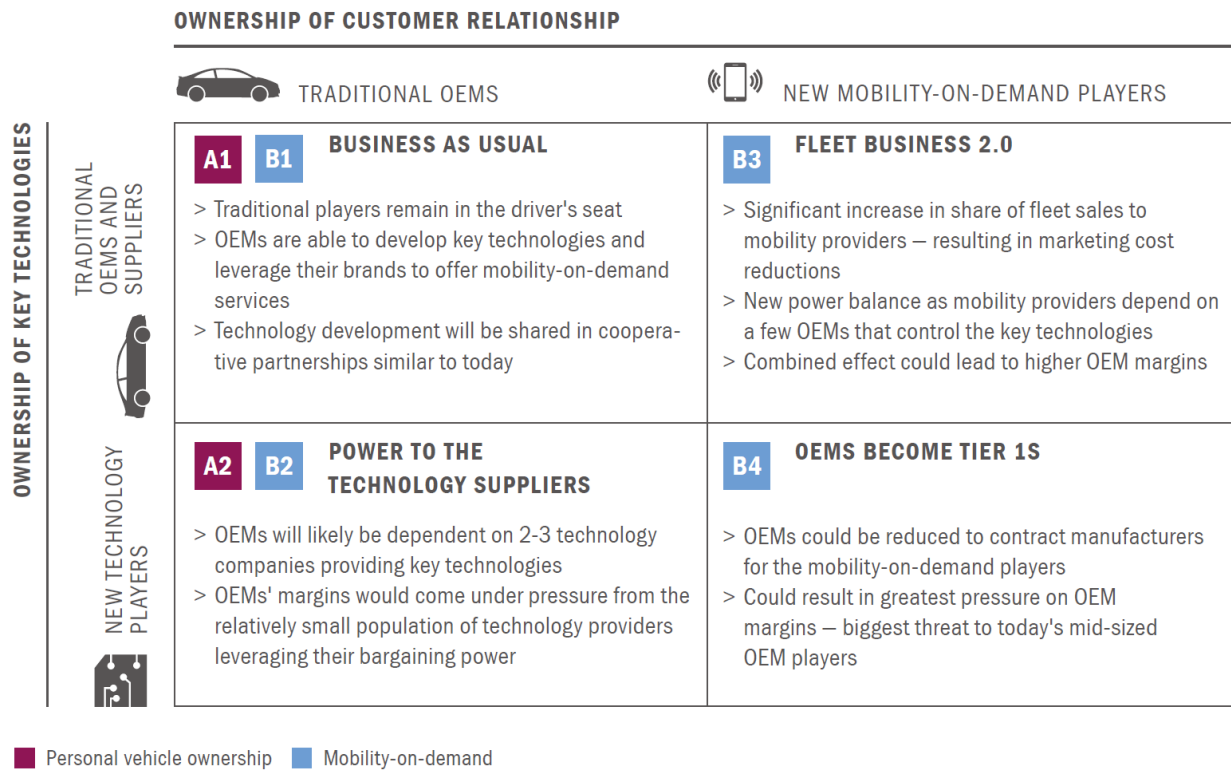 OWNERSHIP OF CUSTOMER RELATIONSHIP
TRADITIONAL OEMS
NEW MOBILITY-ON-DEMAND PLAYERS
OWNERSHIP OF KEY TECHNOLOGIES
TRADITIONAL
OEMS AND
SUPPLIERS
A1
B1
BUSINESS AS USUAL
> Traditional players remain in the driver's seat
> OEMs are able to develop key technologies and
leverage their brands to offer mobility-on-demand
services
> Technology development will be shared in coopera-
tive partnerships similar to today
B3
FLEET BUSINESS 2.0
> Significant increase in share of fleet sales to
mobility providers — resulting in marketing cost
reductions
> New power balance as mobility providers depend on
a few OEMs that control the key technologies
> Combined effect could lead to higher OEM margins
NEW TECHNOLOGY
PLAYERS
A2
B2
POWER TO THE
TECHNOLOGY SUPPLIERS
> OEMs will likely be dependent on 2-3 technology
companies providing key technologies
> OEMs' margins would come under pressure from the
relatively small population of technology providers
leveraging their bargaining power
B4
OEMS BECOME TIER 1S
> OEMs could be reduced to contract manufacturers
for the mobility-on-demand players
> Could result in greatest pressure on OEM
margins — biggest threat to today's mid-sized
OEM players
Personal vehicle ownership
Mobility-on-demand